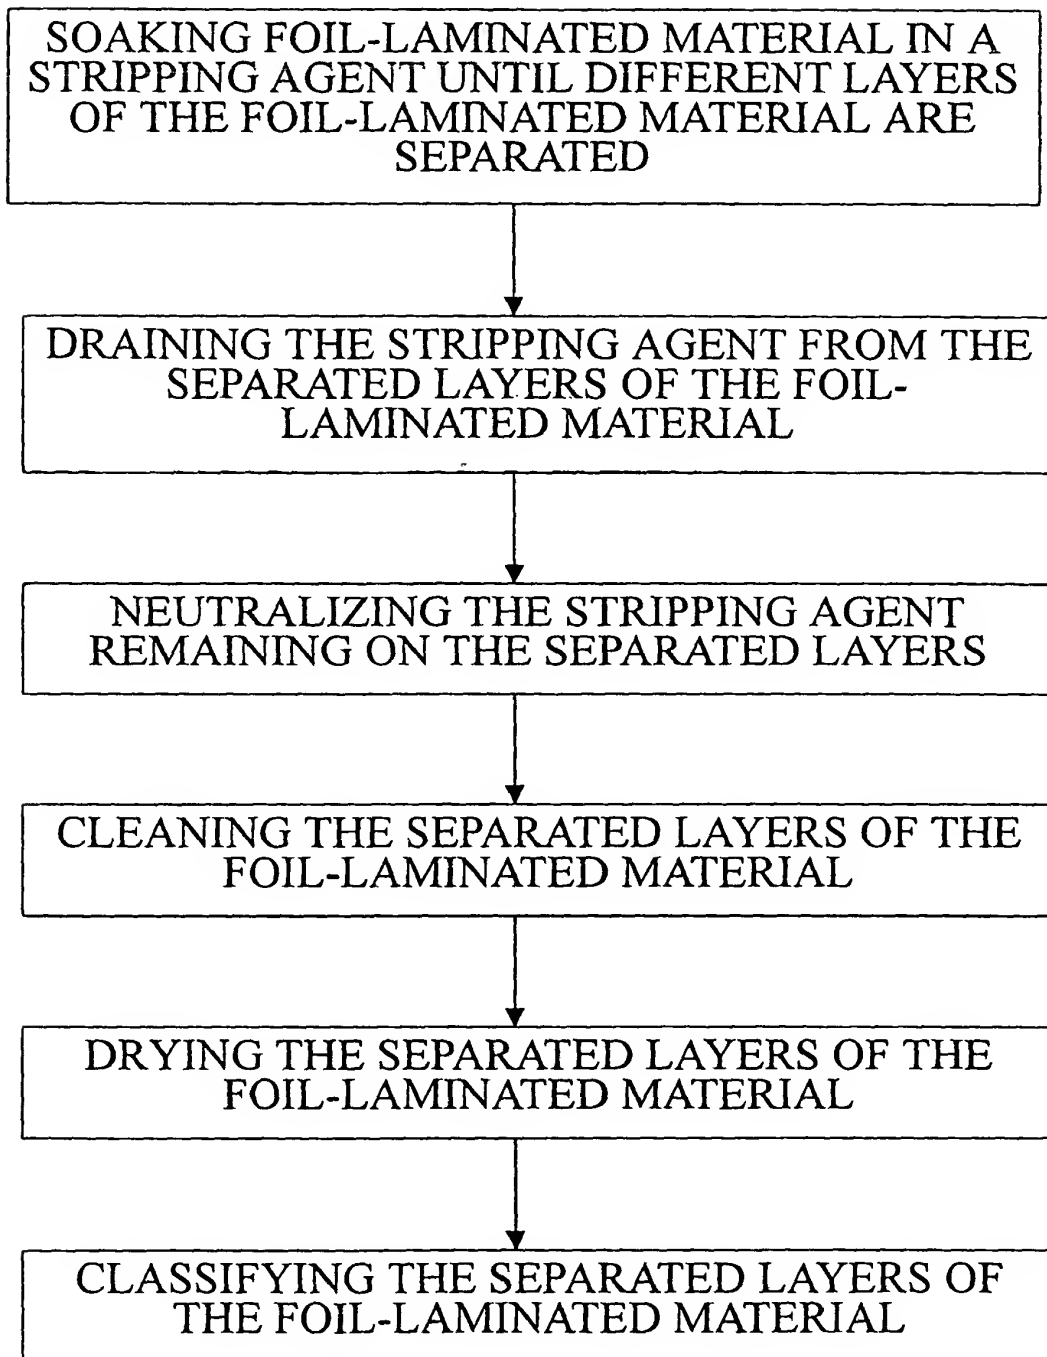 SOAKING FOIL-LAMINATED MATERIAL IN A
STRIPPING AGENT UNTIL DIFFERENT LAYERS
OF THE FOIL-LAMINATED MATERIAL ARE
SEPARATED
DRAINING THE STRIPPING AGENT FROM THE
SEPARATED LAYERS OF THE FOIL-
LAMINATED MATERIAL
NEUTRALIZING THE STRIPPING AGENT
REMAINING ON THE SEPARATED LAYERS
CLEANING THE SEPARATED LAYERS OF THE
FOIL-LAMINATED MATERIAL
DRYING THE SEPARATED LAYERS OF THE
FOIL-LAMINATED MATERIAL
CLASSIFYING THE SEPARATED LAYERS OF
THE FOIL-LAMINATED MATERIAL